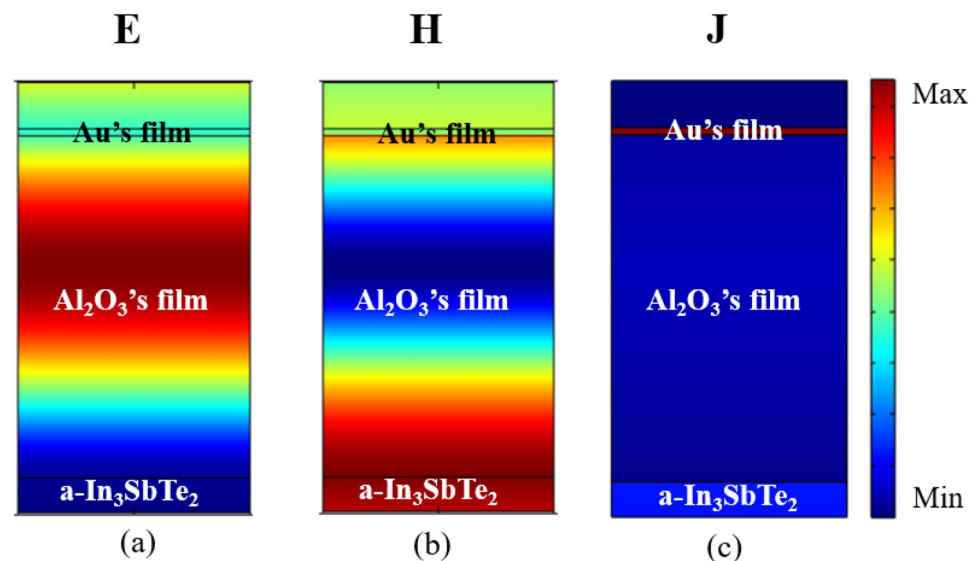 E H J
Au's film Au's film Au's film
Al₂O₃'s film Al₂O₃'s film Al₂O₃'s film
a-In₃SbTe₂ a-In₃SbTe₂ a-In₃SbTe₂
(a) (b) (c)
Max
Min